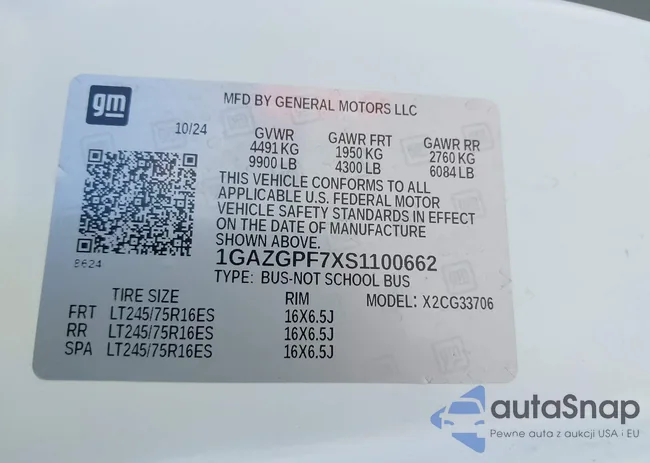 gm
MFD BY GENERAL MOTORS LLC
10/24
GVWR GAWR FRT GAWR RR
4491 KG 1950 KG 2760 KG
9900 LB 4300 LB 6084 LB
THIS VEHICLE CONFORMS TO ALL
APPLICABLE U.S. FEDERAL MOTOR
VEHICLE SAFETY STANDARDS IN EFFECT
ON THE DATE OF MANUFACTURE
SHOWN ABOVE.
8624
1GAZGPF7XS1100662
TYPE: BUS-NOT SCHOOL BUS
TIRE SIZE RIM MODEL: X2CG33706
FRT LT245/75R16ES 16X6.5J
RR LT245/75R16ES 16X6.5J
SPA LT245/75R16ES 16X6.5J
autaSnap
Pewne auta z aukcji USA i EU